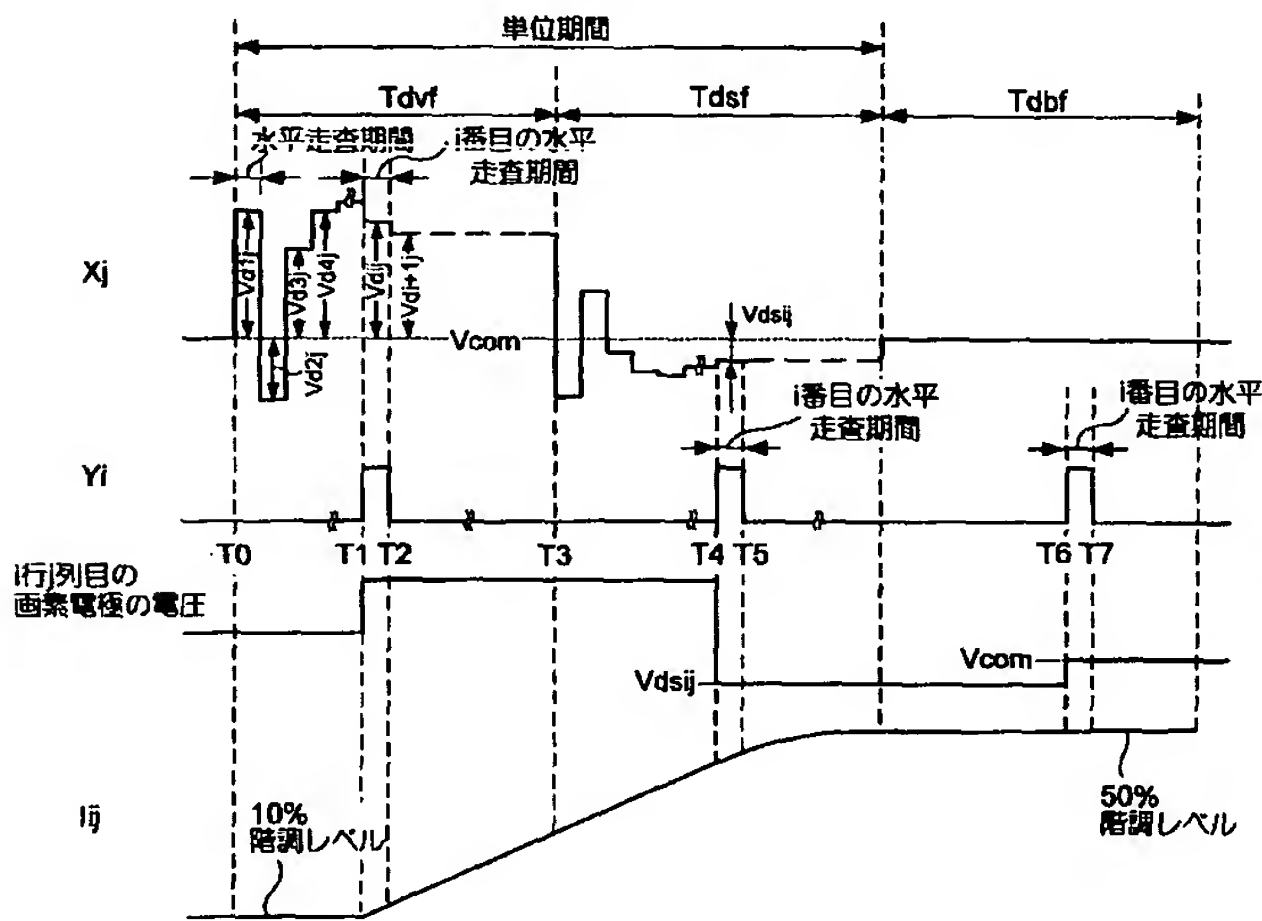 単位期間
Tdvf
Tdsf
Tdbf
水平走査期間
i番目の水平
走査期間
Xj
Vd1j
Vd2j
Vd3j
Vd4j
Vdij
Vdi+1j
Vcom
Vdsij
i番目の水平
走査期間
i番目の水平
走査期間
Yi
T0
T1
T2
T3
T4
T5
T6
T7
i行j列目の
画素電極の電圧
Vcom
Vdsij
10%
階調レベル
50%
階調レベル
Iij